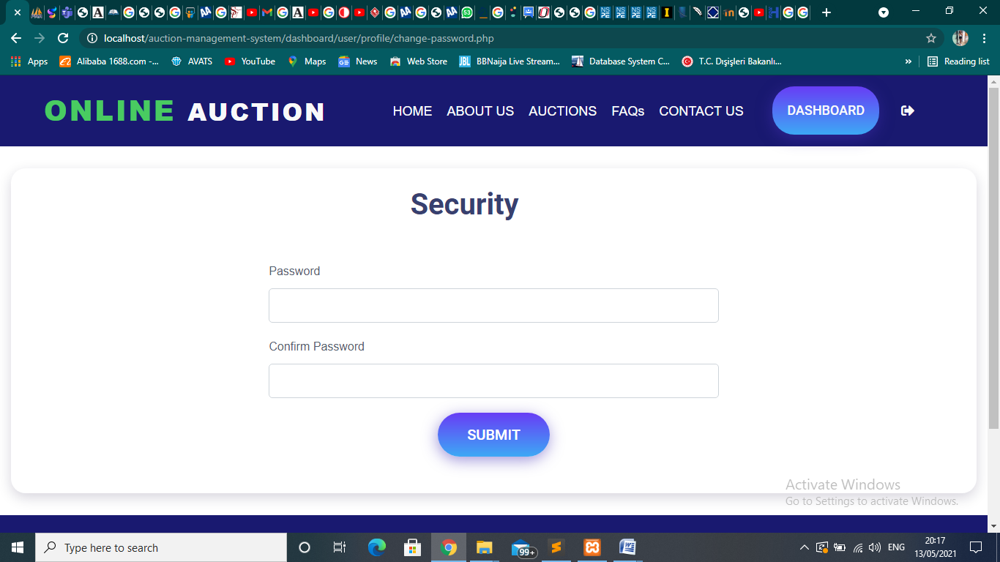 localhost/auction-management-system/dashboard/user/profile/change-password.php
Apps Alibaba 1688.com -... AVATS YouTube Maps News Web Store JBL BBNaija Live Stream... Database System C... T.C. Dışişleri Bakanlı... » Reading list
ONLINE AUCTION HOME ABOUT US AUCTIONS FAQs CONTACT US DASHBOARD
Security
Password
Confirm Password
SUBMIT
Activate Windows
Go to Settings to activate Windows.
Type here to search 99+ ENG 20:17
13/05/2021